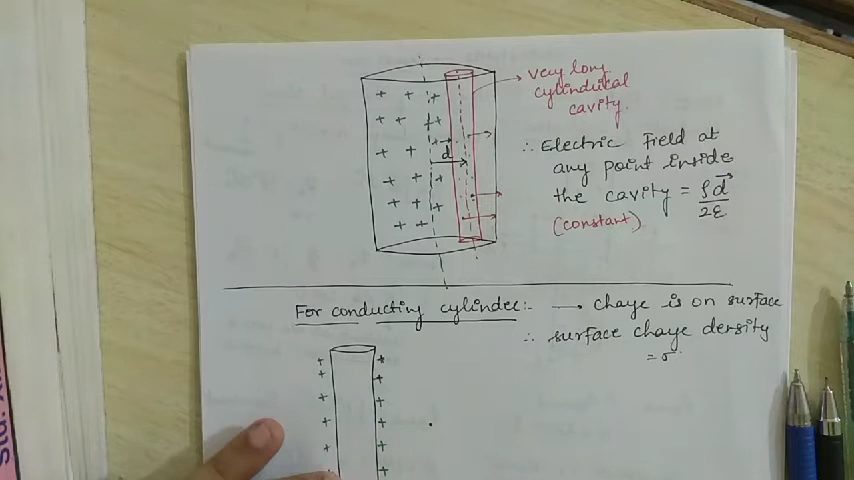 very long
cylindrical
cavity.
∴ Electric Field at
any point inside
the cavity = ρd⃗/2ε
(constant)
d⃗
For conducting cylinder:- → charge is on surface
∴ surface charge density
= σ
Std.